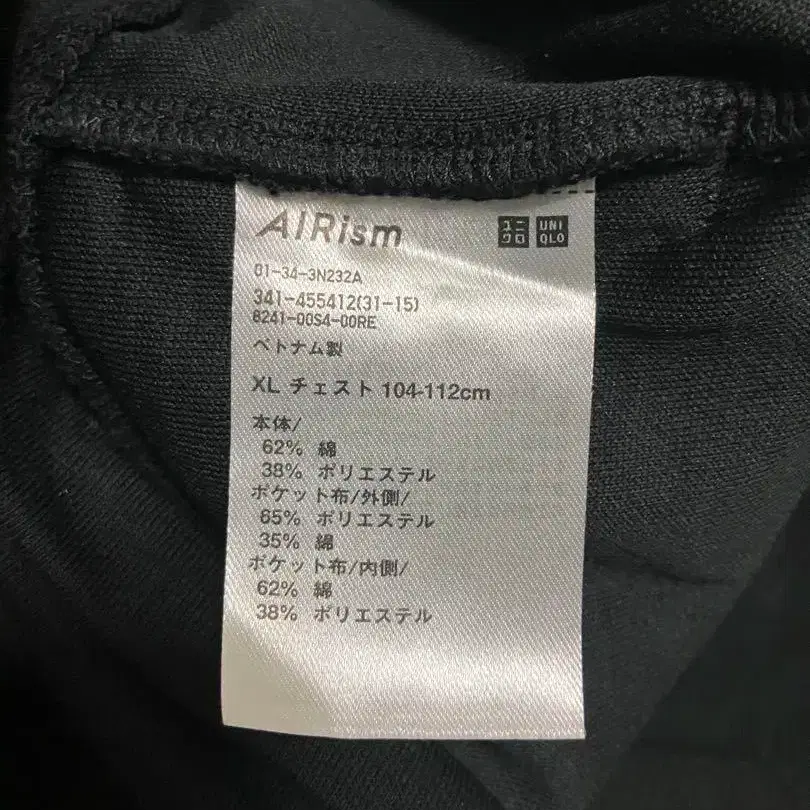 AIRism
ユニクロ UNIQLO
01-34-3N232A
341-455412(31-15)
8241-00S4-00RE
ベトナム製
XL チェスト 104-112cm
本体/
62% 綿
38% ポリエステル
ポケット布/外側/
65% ポリエステル
35% 綿
ポケット布/内側/
62% 綿
38% ポリエステル